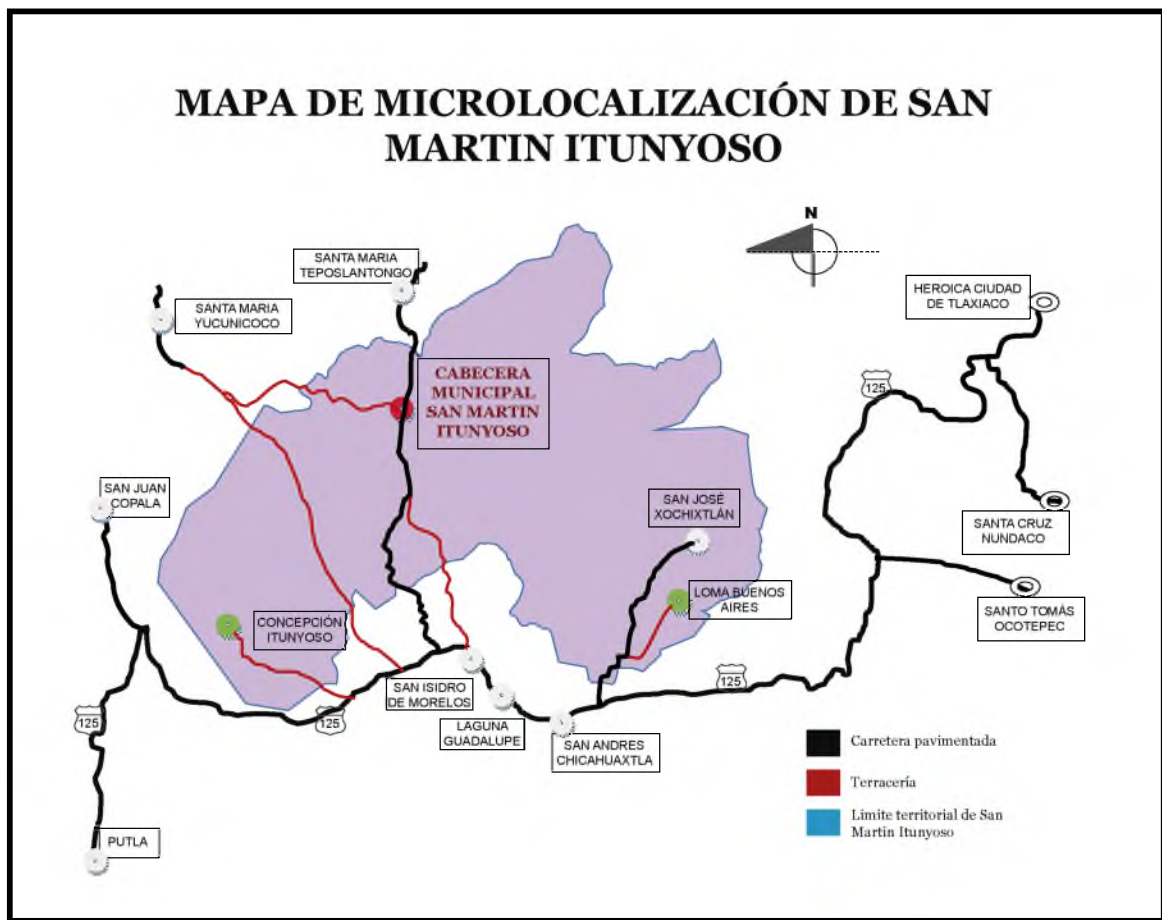 MAPA DE MICROLOCALIZACIÓN DE SAN
MARTIN ITUNYOSO
N
SANTA MARIA
TEPOSLANTONGO
SANTA MARIA
YUCUNICOCO
HEROICA CIUDAD
DE TLAXIACO
CABECERA
MUNICIPAL
SAN MARTIN
ITUNYOSO
125
SAN JUAN
COPALA
SAN JOSÉ
XOCHIXTLÁN
SANTA CRUZ
NUNDACO
LOMA BUENOS
AIRES
SANTO TOMÁS
OCOTEPEC
CONCEPCIÓN
ITUNYOSO
125
SAN ISIDRO
DE MORELOS
125
125
LAGUNA
GUADALUPE
SAN ANDRES
CHICAHUAXTLA
Carretera pavimentada
Terracería
Limite territorial de San
Martin Itunyoso
PUTLA